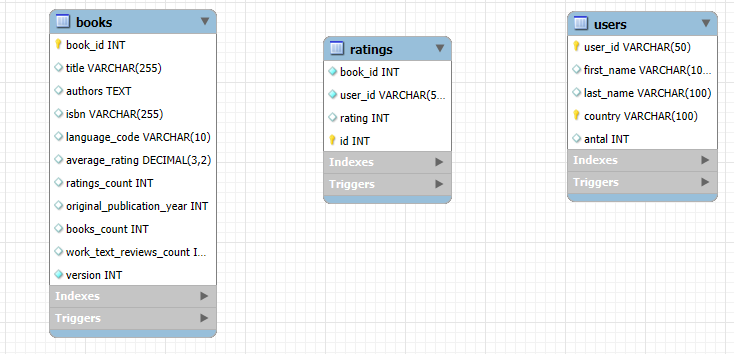 books
book_id INT
title VARCHAR(255)
authors TEXT
isbn VARCHAR(255)
language_code VARCHAR(10)
average_rating DECIMAL(3,2)
ratings_count INT
original_publication_year INT
books_count INT
work_text_reviews_count I...
version INT
Indexes
Triggers
ratings
book_id INT
user_id VARCHAR(5...
rating INT
id INT
Indexes
Triggers
users
user_id VARCHAR(50)
first_name VARCHAR(10...
last_name VARCHAR(100)
country VARCHAR(100)
antal INT
Indexes
Triggers